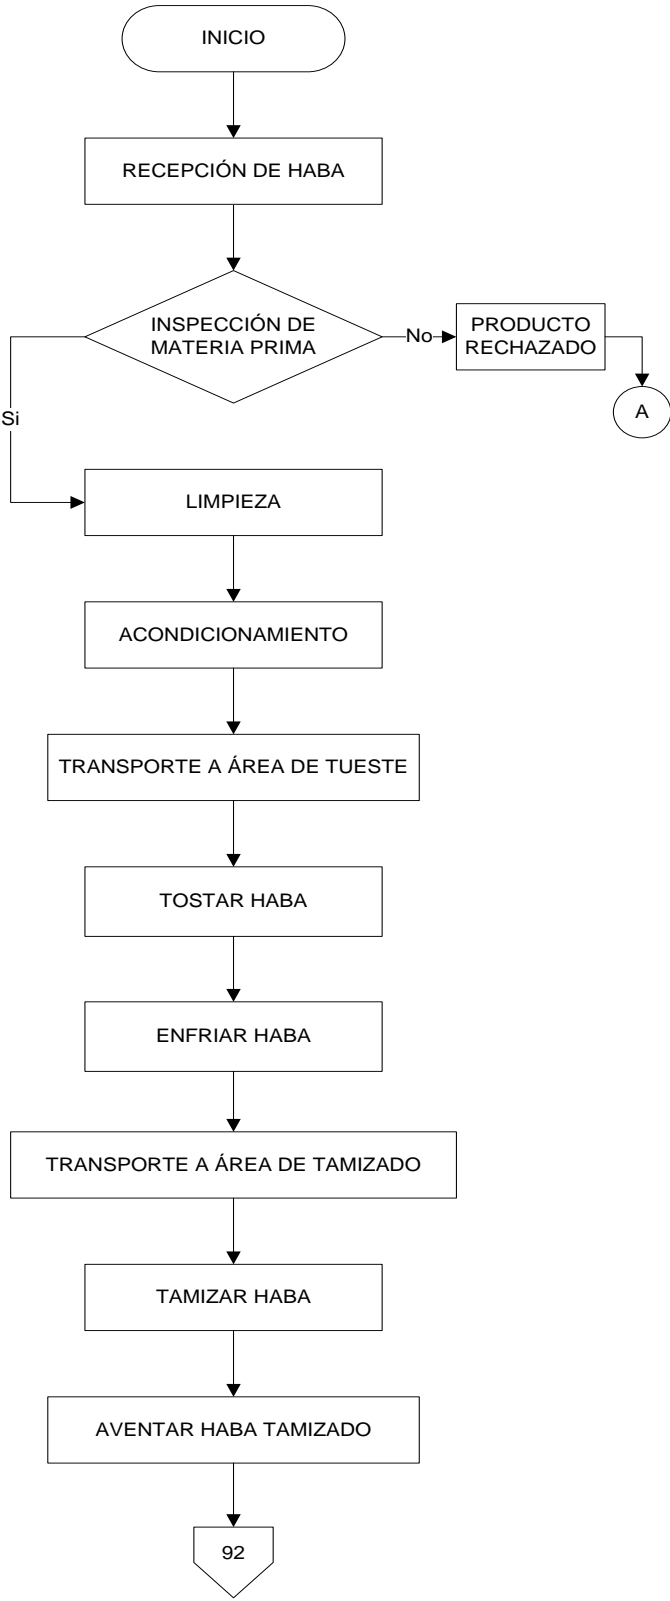 INICIO
RECEPCIÓN DE HABA
INSPECCIÓN DE
MATERIA PRIMA
No
PRODUCTO
RECHAZADO
A
Si
LIMPIEZA
ACONDICIONAMIENTO
TRANSPORTE A ÁREA DE TUESTE
TOSTAR HABA
ENFRIAR HABA
TRANSPORTE A ÁREA DE TAMIZADO
TAMIZAR HABA
AVENTAR HABA TAMIZADO
92